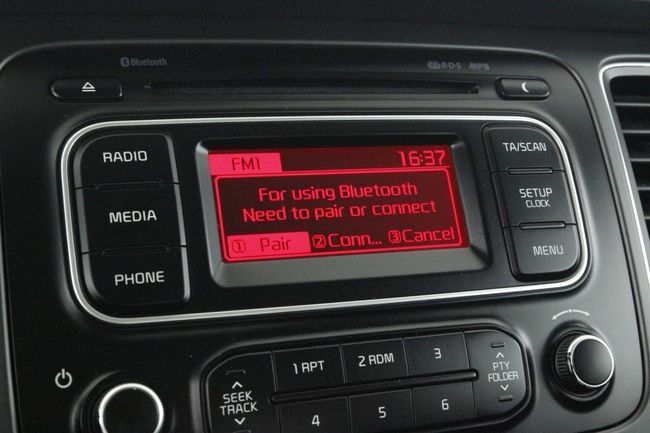 Bluetooth
R·D·S MP3
RADIO
MEDIA
PHONE
FM1 16:37
For using Bluetooth
Need to pair or connect
1 Pair 2 Conn... 3 Cancel
TA/SCAN
SETUP
CLOCK
MENU
SEEK
TRACK
1 RPT 2 RDM 3
4 5 6
PTY
FOLDER